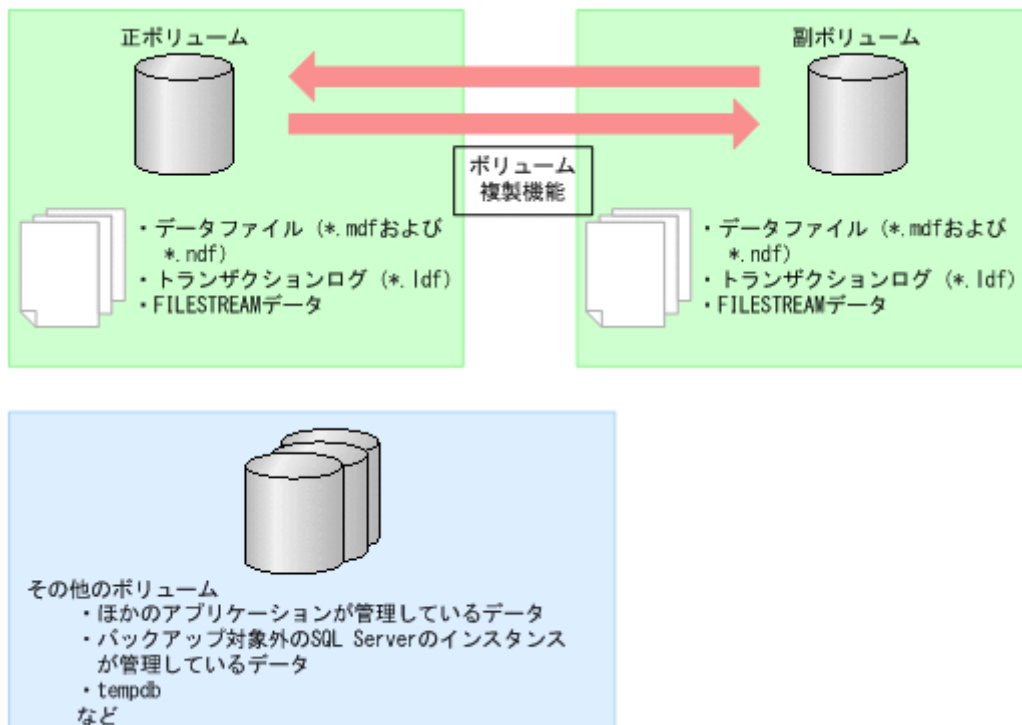 正ボリューム
副ボリューム
ボリューム
複製機能
・データファイル (*.mdfおよび
*.ndf)
・トランザクションログ (*.ldf)
・FILESTREAMデータ
・データファイル (*.mdfおよび
*.ndf)
・トランザクションログ (*.ldf)
・FILESTREAMデータ
その他のボリューム
・ほかのアプリケーションが管理しているデータ
・バックアップ対象外のSQL Serverのインスタンス
が管理しているデータ
・tempdb
など